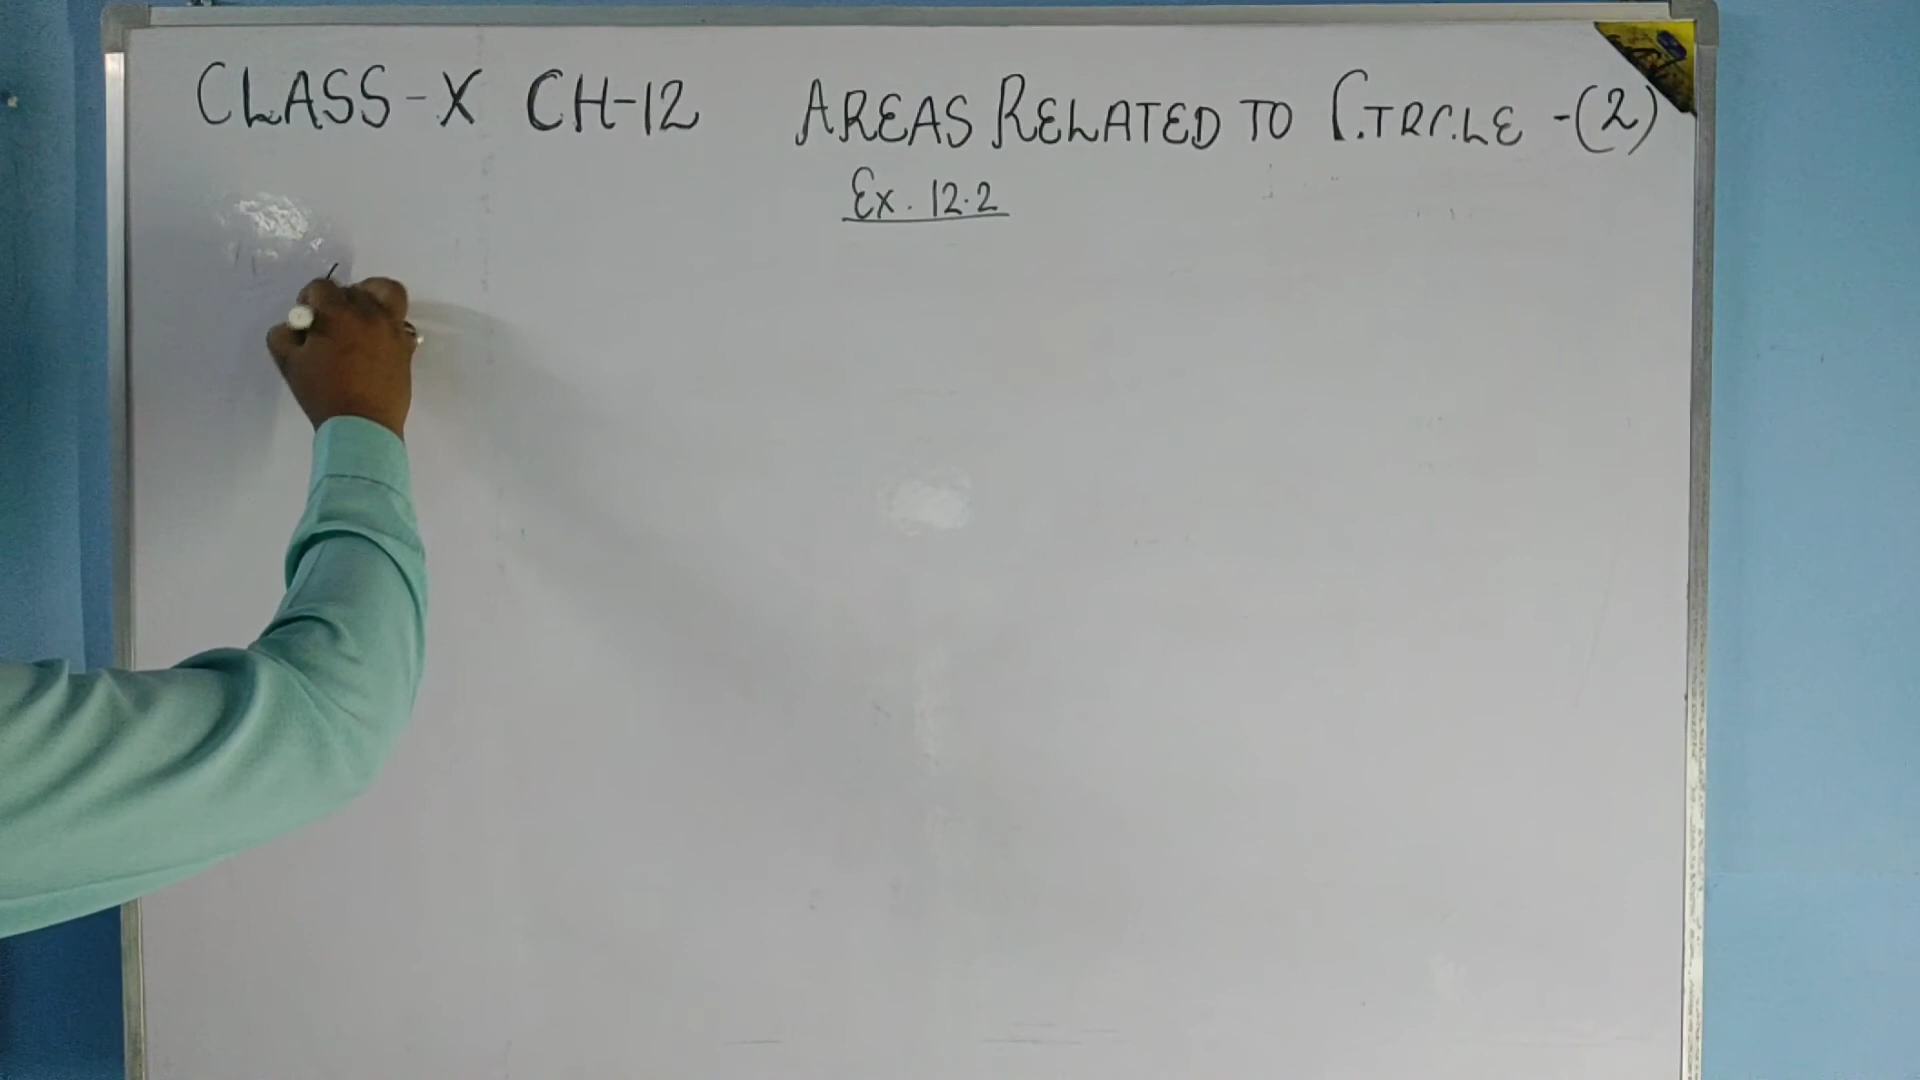 CLASS-X CH-12 AREAS RELATED TO CIRCLE -(2)
Ex. 12.2